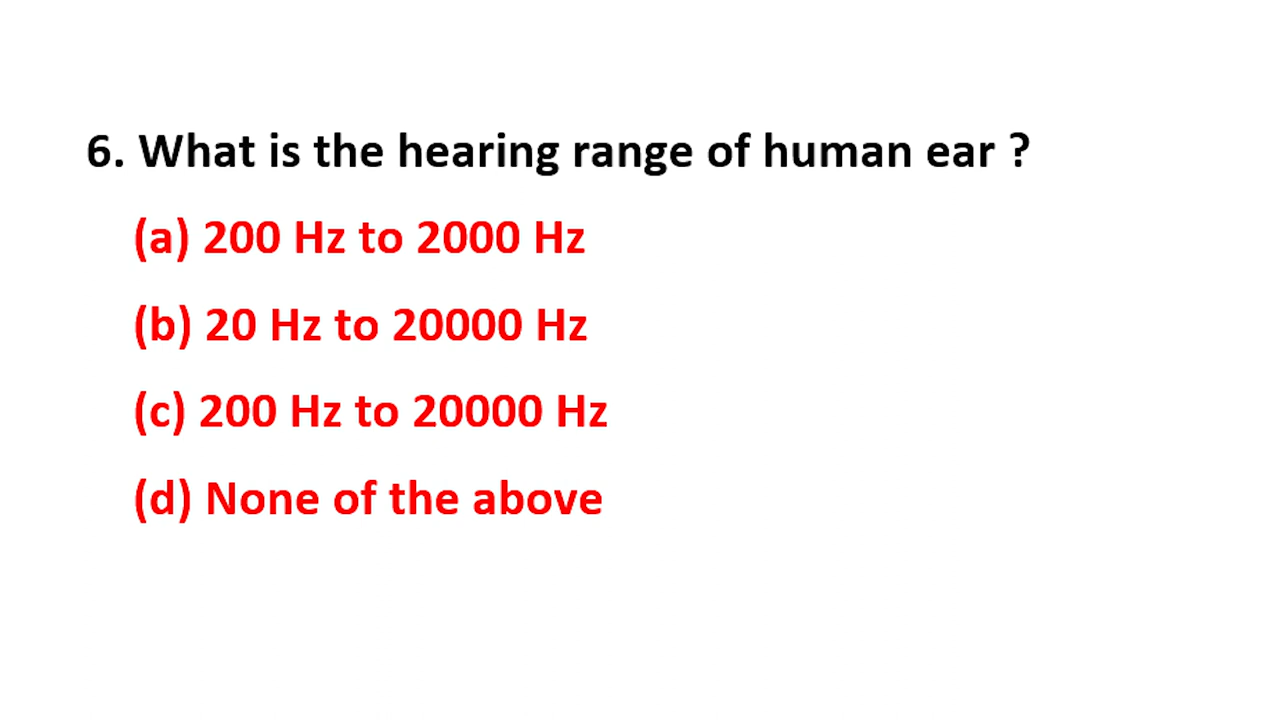 6. What is the hearing range of human ear ?
(a) 200 Hz to 2000 Hz
(b) 20 Hz to 20000 Hz
(c) 200 Hz to 20000 Hz
(d) None of the above